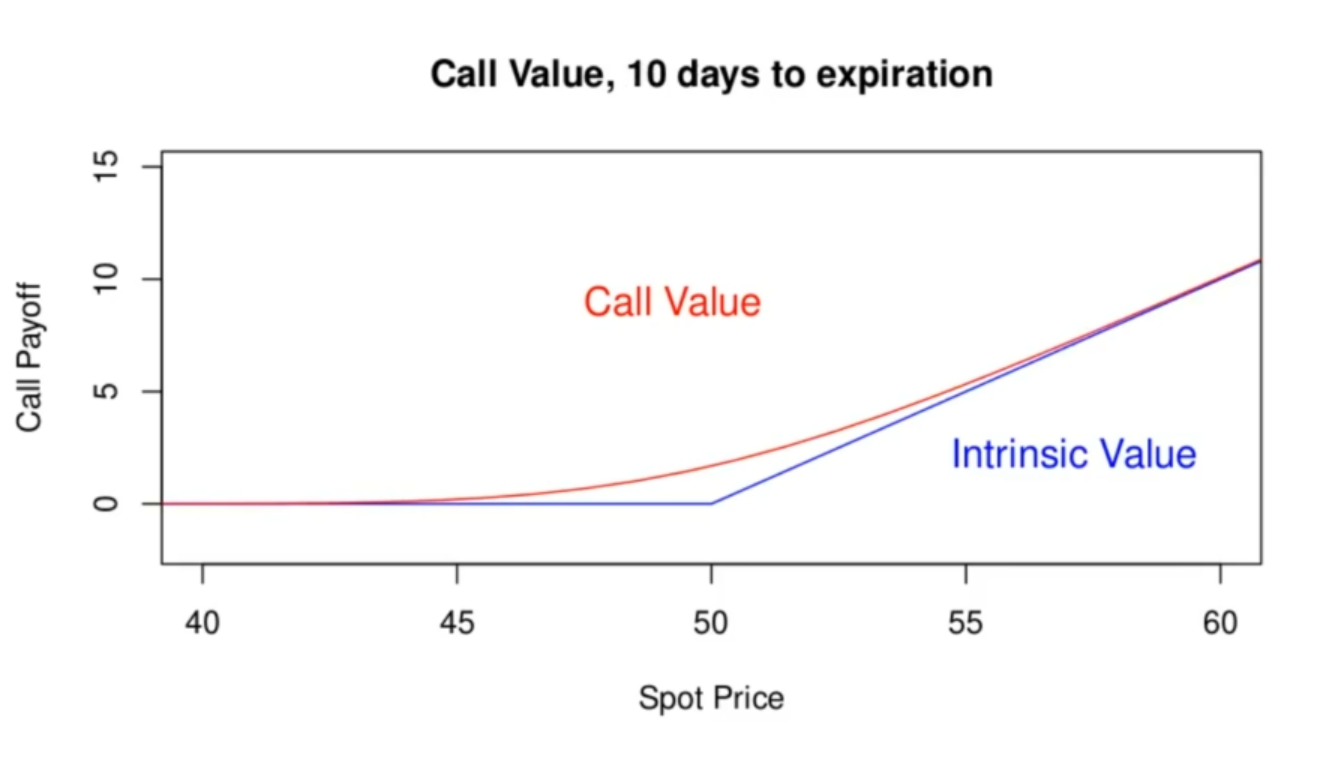 Call Value, 10 days to expiration
15
10
5
0
Call Payoff
Call Value
Intrinsic Value
40 45 50 55 60
Spot Price